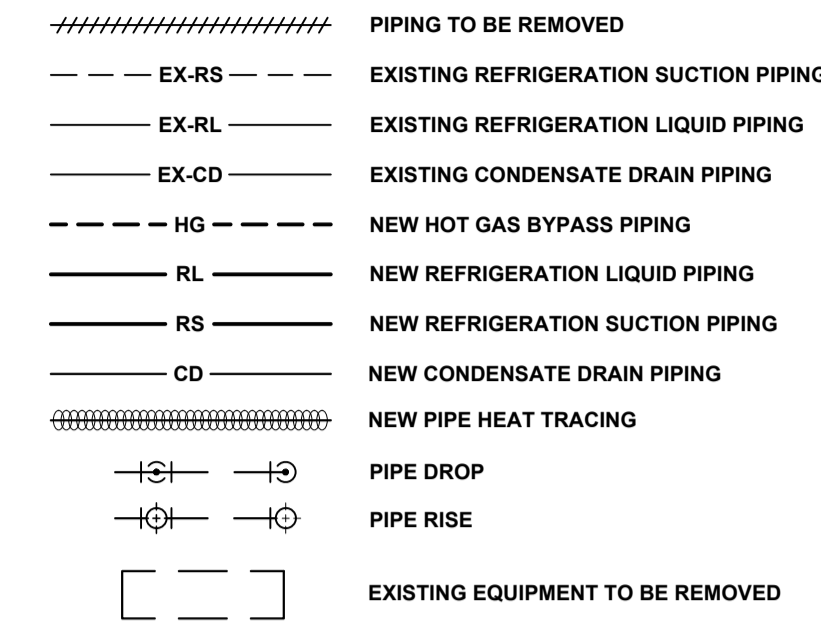 PIPING TO BE REMOVED
EX-RS EXISTING REFRIGERATION SUCTION PIPING
EX-RL EXISTING REFRIGERATION LIQUID PIPING
EX-CD EXISTING CONDENSATE DRAIN PIPING
HG NEW HOT GAS BYPASS PIPING
RL NEW REFRIGERATION LIQUID PIPING
RS NEW REFRIGERATION SUCTION PIPING
CD NEW CONDENSATE DRAIN PIPING
NEW PIPE HEAT TRACING
PIPE DROP
PIPE RISE
EXISTING EQUIPMENT TO BE REMOVED